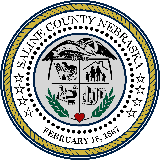 SALINE COUNTY NEBRASKA
FEBRUARY 18, 1867